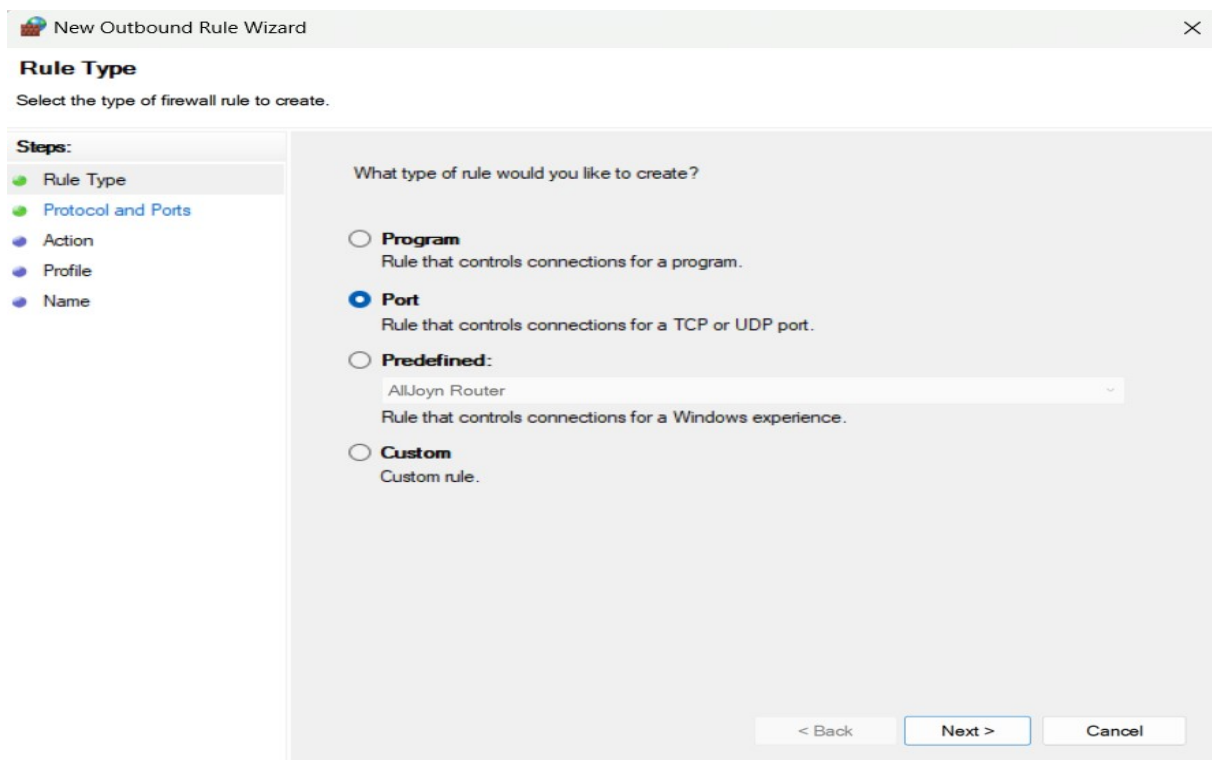 New Outbound Rule Wizard
Rule Type
Select the type of firewall rule to create.
Steps:
Rule Type
Protocol and Ports
Action
Profile
Name
What type of rule would you like to create?
Program
Rule that controls connections for a program.
Port
Rule that controls connections for a TCP or UDP port.
Predefined:
AllJoyn Router
Rule that controls connections for a Windows experience.
Custom
Custom rule.
< Back Next > Cancel